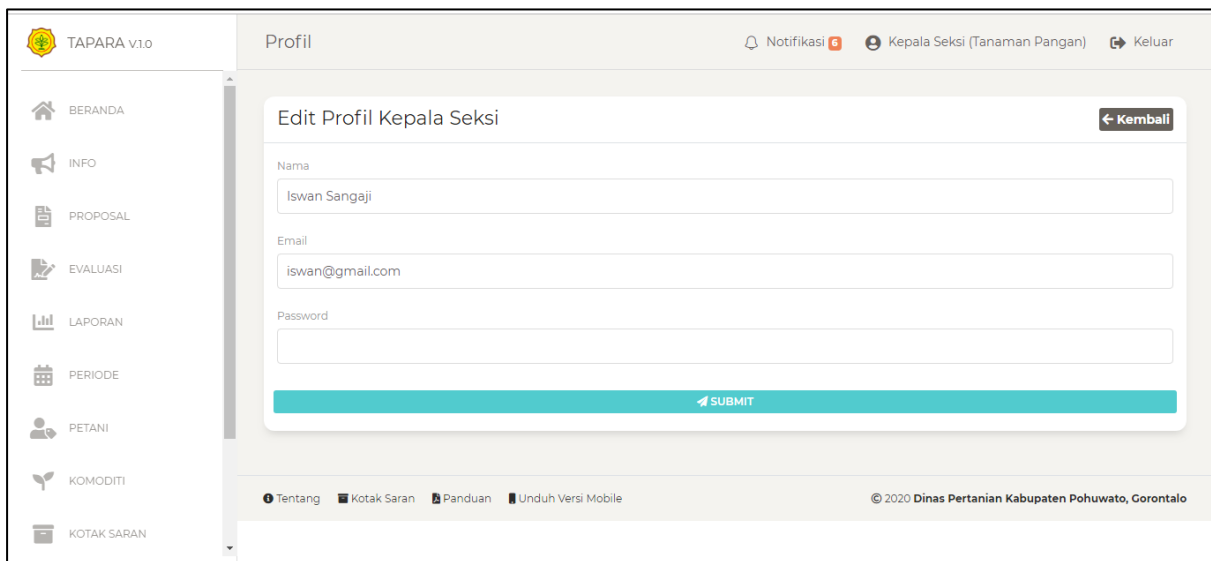 TAPARA V.1.0
Profil
Notifikasi 6
Kepala Seksi (Tanaman Pangan)
Keluar
BERANDA
INFO
PROPOSAL
EVALUASI
LAPORAN
PERIODE
PETANI
KOMODITI
KOTAK SARAN
Edit Profil Kepala Seksi
Kembali
Nama
Iswan Sangaji
Email
iswan@gmail.com
Password
SUBMIT
Tentang Kotak Saran Panduan Unduh Versi Mobile
© 2020 Dinas Pertanian Kabupaten Pohuwato, Gorontalo